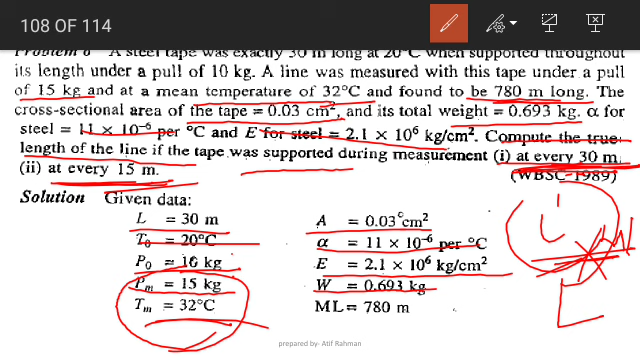 108 OF 114
Problem 6 A steel tape was exactly 30 m long at 20°C when supported throughout
its length under a pull of 10 kg. A line was measured with this tape under a pull
of 15 kg and at a mean temperature of 32°C and found to be 780 m long. The
cross-sectional area of the tape = 0.03 cm², and its total weight = 0.693 kg. α for
steel = 11 × 10⁻⁶ per °C and E for steel = 2.1 × 10⁶ kg/cm². Compute the true
length of the line if the tape was supported during measurement (i) at every 30 m,
(ii) at every 15 m.
(WBSC-1989)
Solution Given data:
L = 30 m
A = 0.03 cm²
T₀ = 20°C
α = 11 × 10⁻⁶ per °C
P₀ = 10 kg
E = 2.1 × 10⁶ kg/cm²
Pₘ = 15 kg
W = 0.693 kg
Tₘ = 32°C
ML = 780 m
prepared by- Atif Rahman